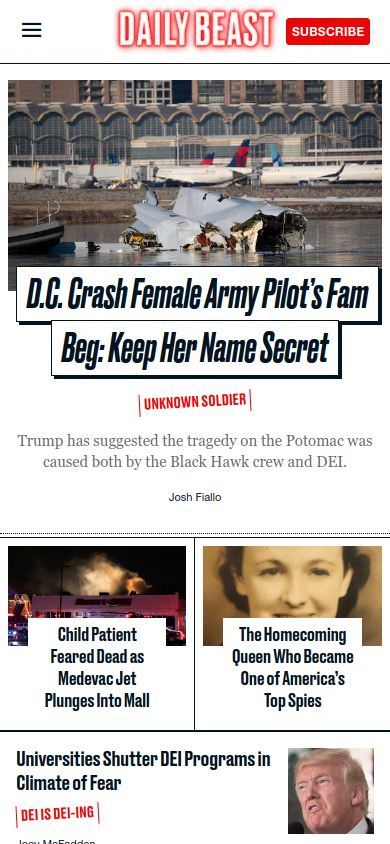 DAILY BEAST
SUBSCRIBE
D.C. Crash Female Army Pilot's Fam
Beg: Keep Her Name Secret
UNKNOWN SOLDIER
Trump has suggested the tragedy on the Potomac was
caused both by the Black Hawk crew and DEI.
Josh Fiallo
Child Patient
Feared Dead as
Medevac Jet
Plunges Into Mall
The Homecoming
Queen Who Became
One of America's
Top Spies
Universities Shutter DEI Programs in
Climate of Fear
DEI IS DEI-ING
Joey McFadden